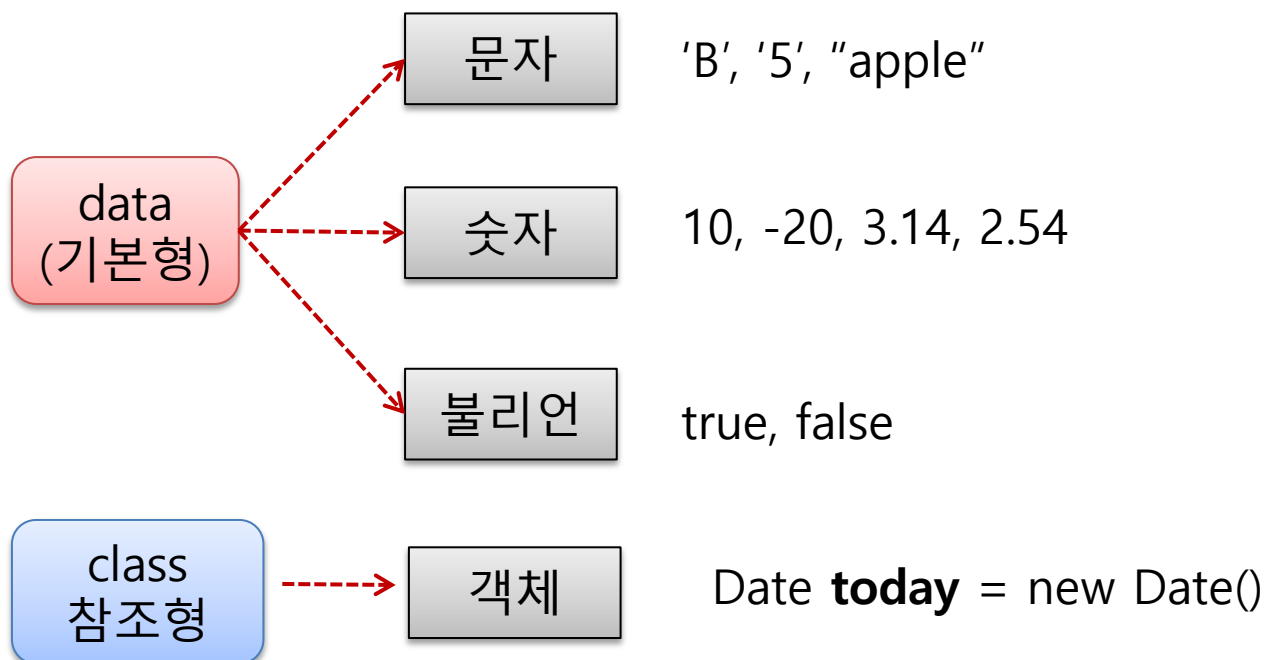 문자
‘B’, ‘5’, “apple”
data
(기본형)
숫자
10, -20, 3.14, 2.54
불리언
true, false
class
참조형
객체
Date today = new Date()